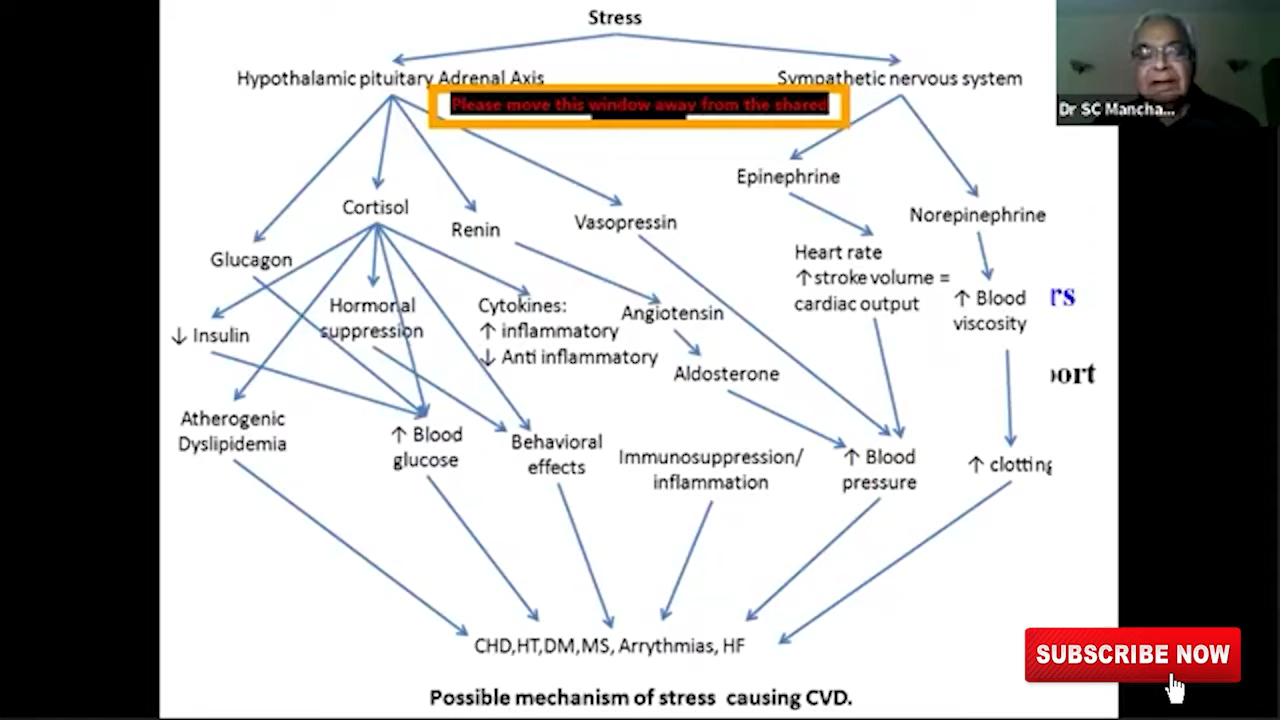 Stress
Hypothalamic pituitary Adrenal Axis
Sympathetic nervous system
Please move this window away from the shared
Dr SC Mancha...
Epinephrine
Cortisol
Renin
Vasopressin
Norepinephrine
Glucagon
Heart rate
↑stroke volume =
cardiac output
Hormonal
suppression
Cytokines:
↑ inflammatory
↓ Anti inflammatory
Angiotensin
↑ Blood
viscosity
rs
↓ Insulin
Aldosterone
port
Atherogenic
Dyslipidemia
↑ Blood
glucose
Behavioral
effects
Immunosuppression/
inflammation
↑ Blood
pressure
↑ clotting
CHD,HT,DM,MS, Arrythmias, HF
SUBSCRIBE NOW
Possible mechanism of stress causing CVD.